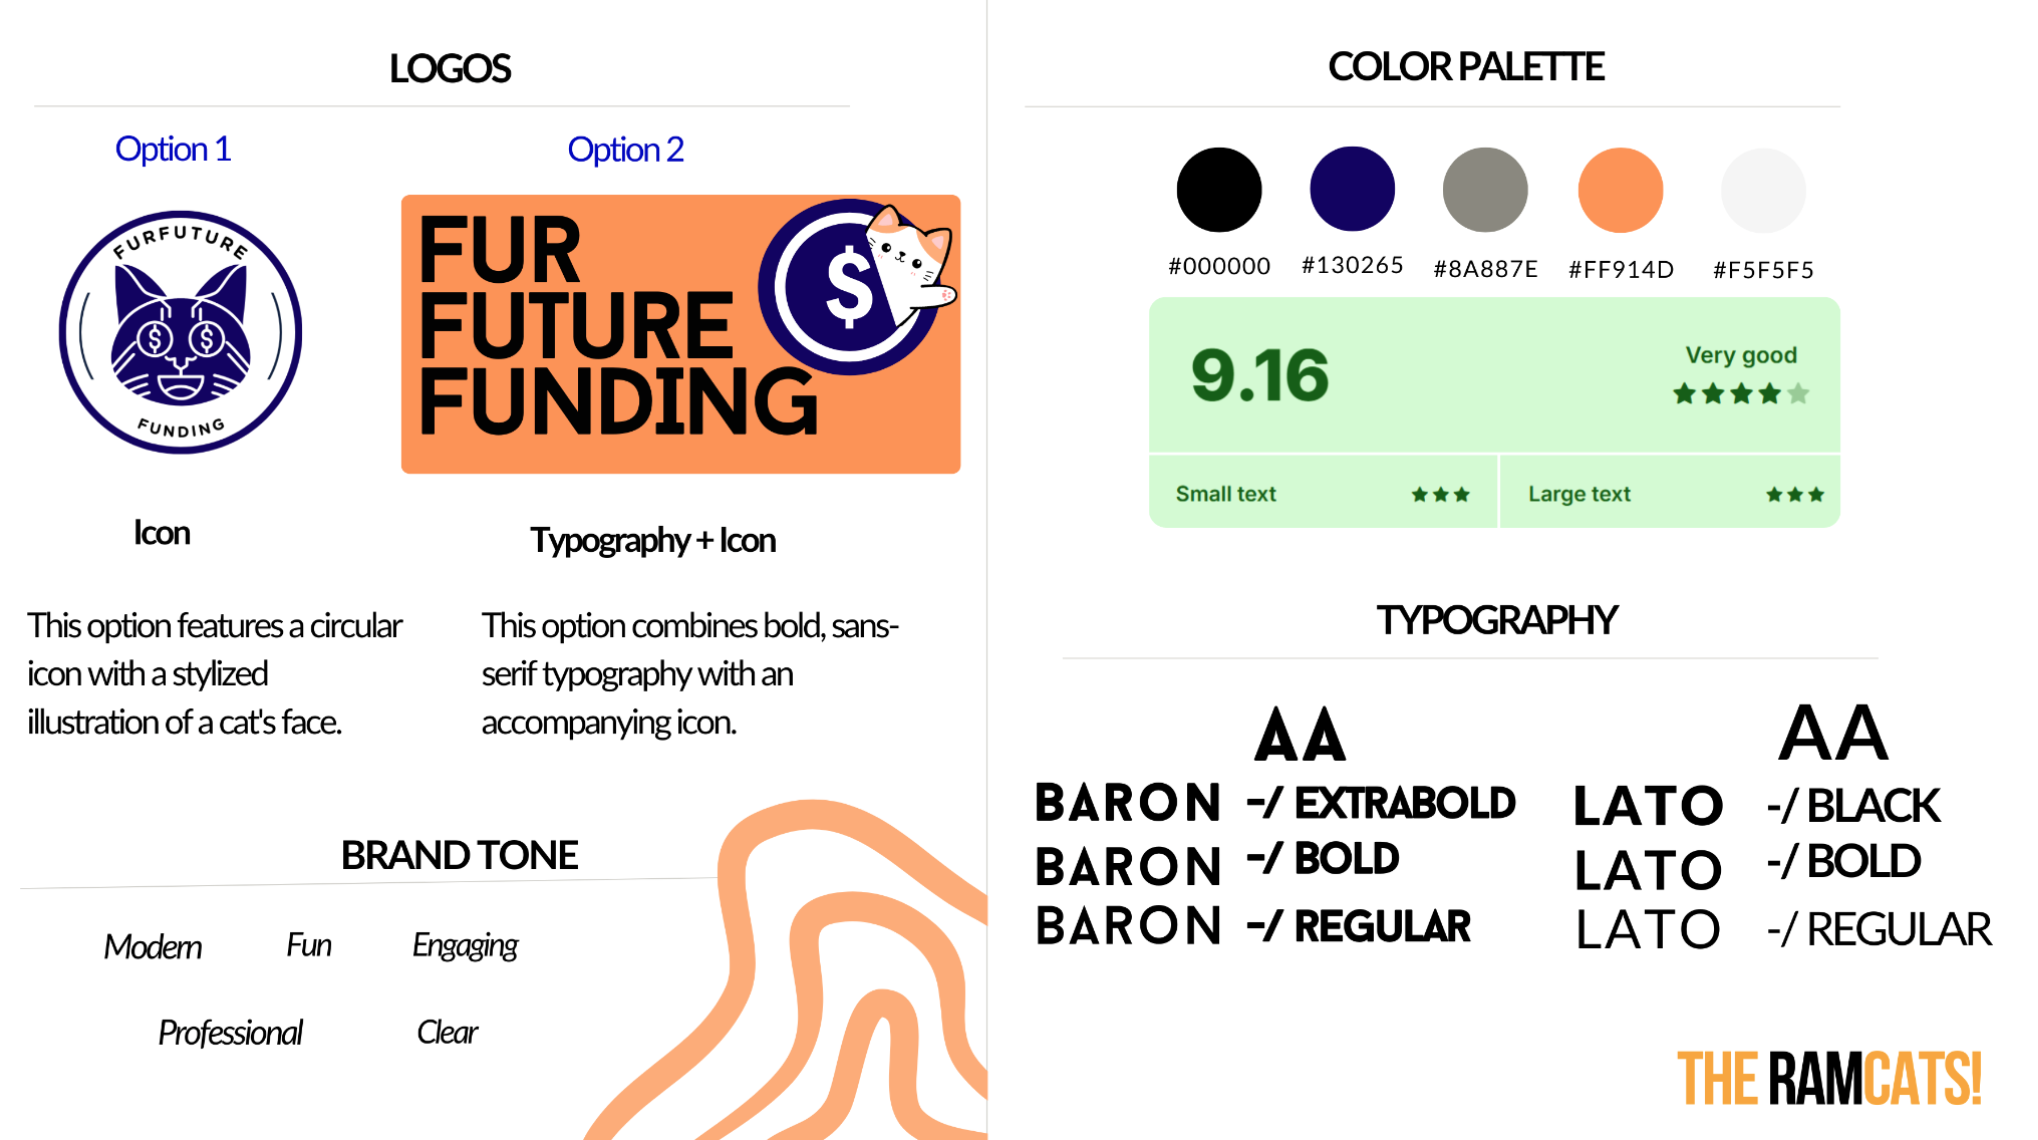 LOGOS
Option 1
Option 2
FURFUTURE
$ $
FUNDING
FUR
FUTURE
FUNDING
$
Icon
Typography + Icon
This option features a circular
icon with a stylized
illustration of a cat's face.
This option combines bold, sans-
serif typography with an
accompanying icon.
BRAND TONE
Modern Fun Engaging
Professional Clear
COLOR PALETTE
#000000 #130265 #8A887E #FF914D #F5F5F5
9.16
Very good
Small text
Large text
TYPOGRAPHY
AA
BARON -/ EXTRABOLD
BARON -/ BOLD
BARON -/ REGULAR
AA
LATO -/ BLACK
LATO -/ BOLD
LATO -/ REGULAR
THE RAMCATS!